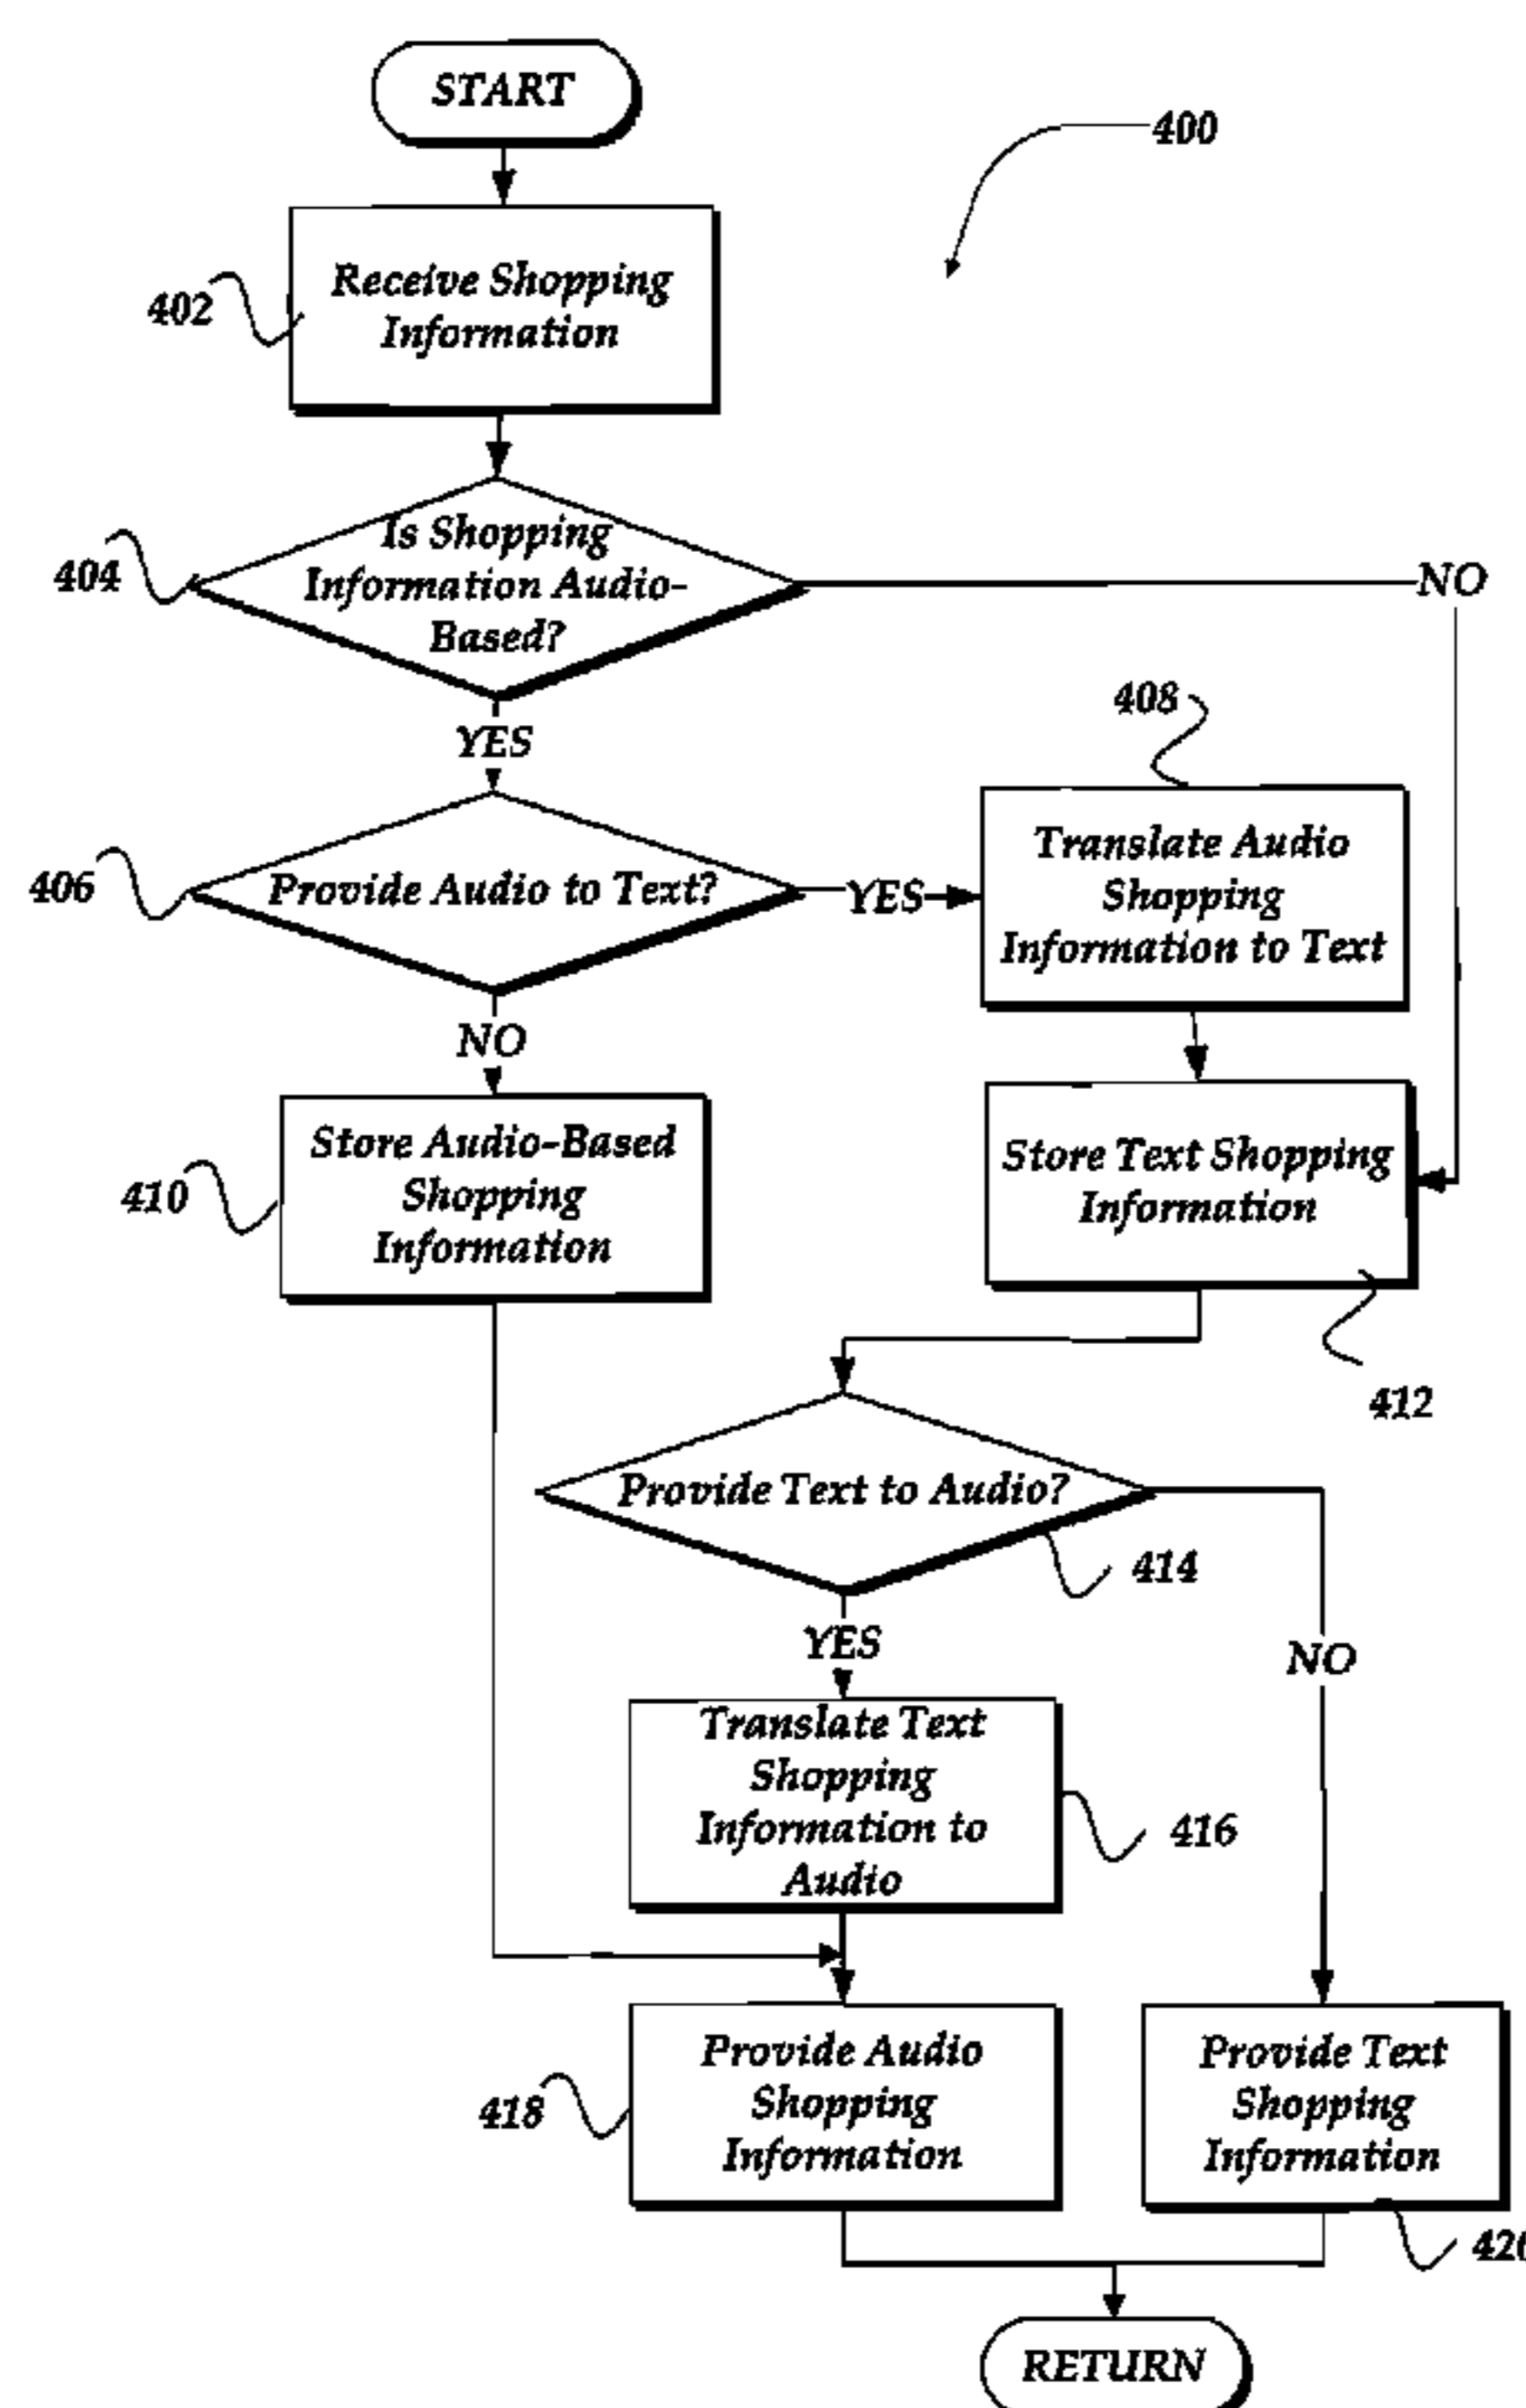 START
400
Receive Shopping
Information
402
Is Shopping
Information Audio-
Based?
404
NO
YES
408
Provide Audio to Text?
406
YES
Translate Audio
Shopping
Information to Text
NO
Store Audio-Based
Shopping
Information
410
Store Text Shopping
Information
412
Provide Text to Audio?
414
YES
NO
Translate Text
Shopping
Information to
Audio
416
Provide Audio
Shopping
Information
418
Provide Text
Shopping
Information
RETURN